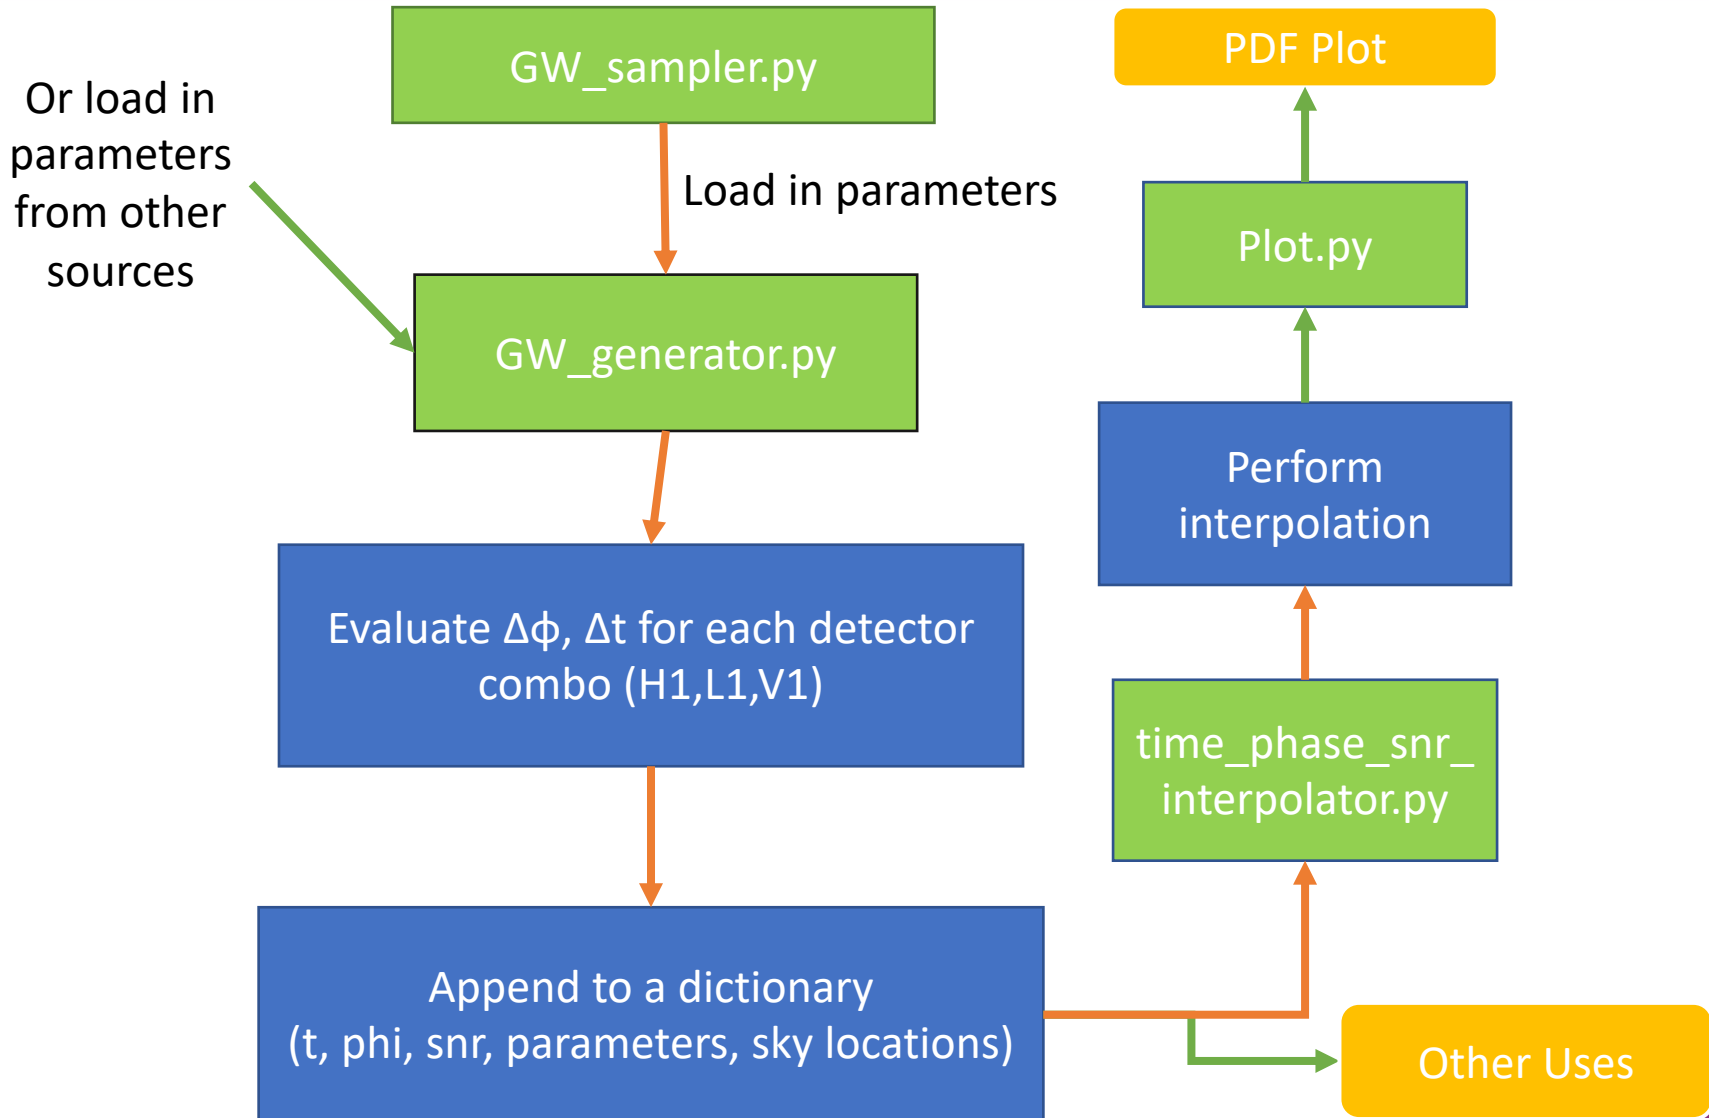 GW_sampler.py
Or load in
parameters
from other
sources
Load in parameters
GW_generator.py
Evaluate Δϕ, Δt for each detector
combo (H1,L1,V1)
Append to a dictionary
(t, phi, snr, parameters, sky locations)
PDF Plot
Plot.py
Perform
interpolation
time_phase_snr_
interpolator.py
Other Uses